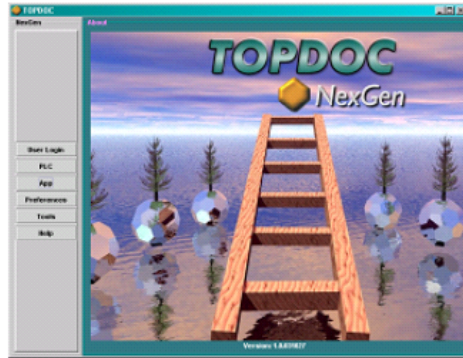 TOPDOC
NexGen
About
TOPDOC
NexGen
User Login
PLC
App
Preferences
Tools
Help